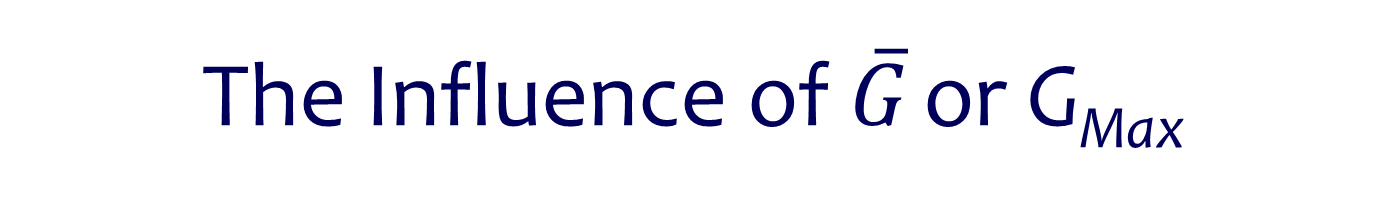 The Influence of G̅ or G_Max